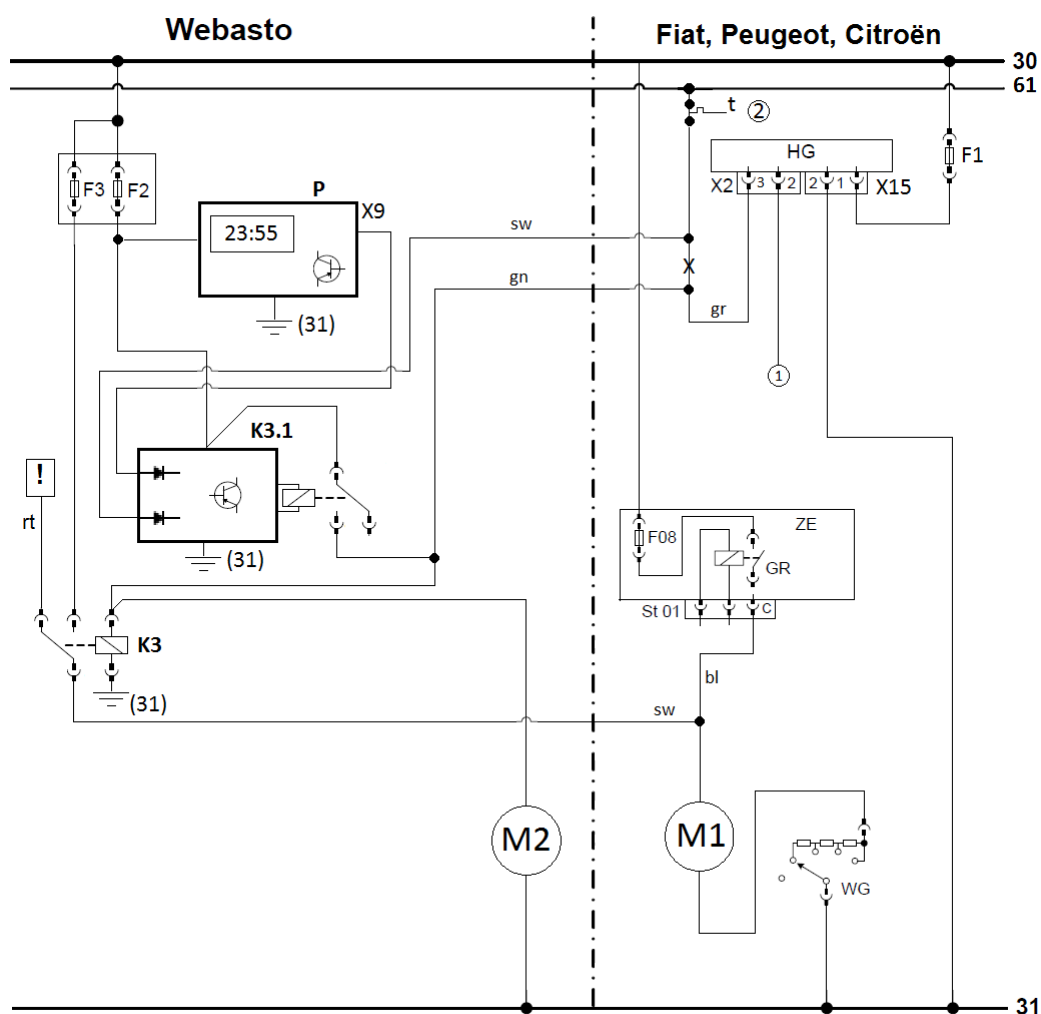 Webasto
Fiat, Peugeot, Citroën
30
61
t
2
HG
F1
F3
F2
P
X9
X2
3
2
2
1
X15
23:55
sw
X
gn
gr
(31)
1
K3.1
!
rt
ZE
F08
GR
(31)
St 01
C
K3
bl
(31)
sw
M2
M1
WG
31